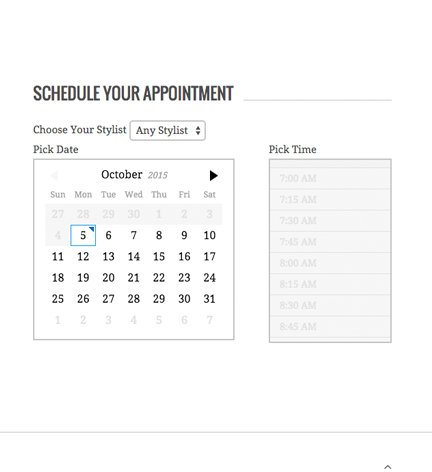 SCHEDULE YOUR APPOINTMENT
Choose Your Stylist Any Stylist
Pick Date
October 2015
Sun Mon Tue Wed Thu Fri Sat
27 28 29 30 1 2 3
4 5 6 7 8 9 10
11 12 13 14 15 16 17
18 19 20 21 22 23 24
25 26 27 28 29 30 31
1 2 3 4 5 6 7
Pick Time
7:00 AM
7:15 AM
7:30 AM
7:45 AM
8:00 AM
8:15 AM
8:30 AM
8:45 AM